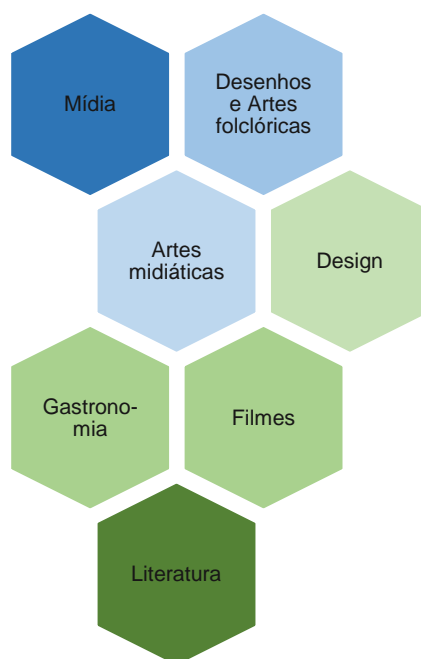 Mídia
Desenhos
e Artes
folclóricas
Artes
midiáticas
Design
Gastrono-
mia
Filmes
Literatura